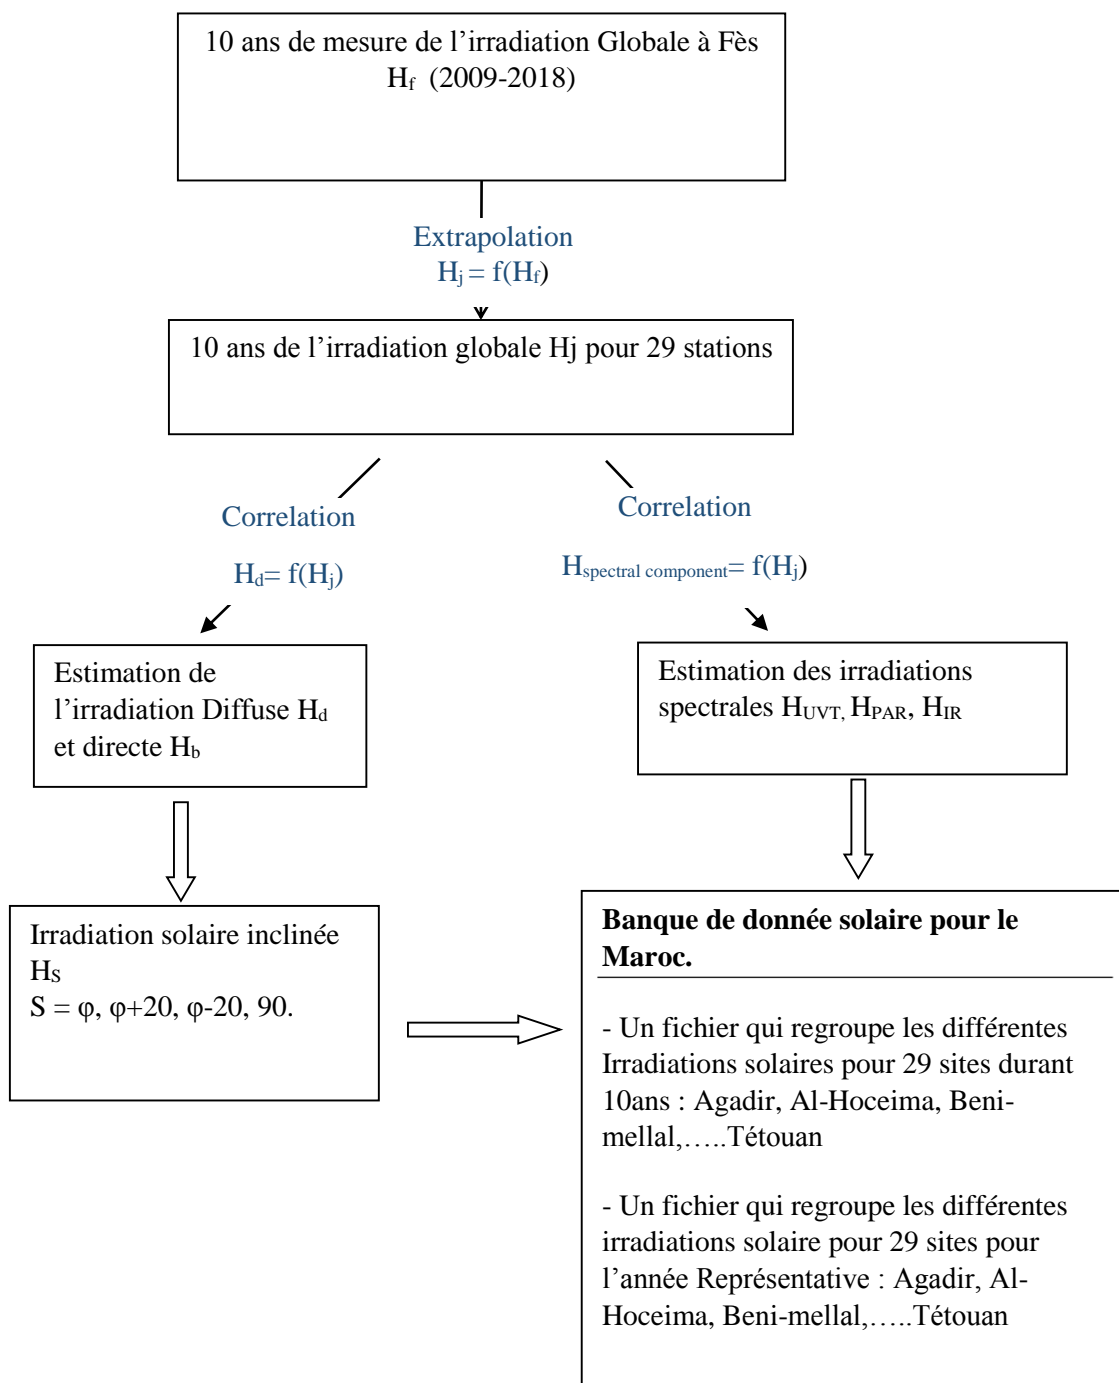 10 ans de mesure de l’irradiation Globale à Fès
Hf (2009-2018)
Extrapolation
Hj = f(Hf)
10 ans de l’irradiation globale Hj pour 29 stations
Correlation
Hd= f(Hj)
Correlation
Hspectral component= f(Hj)
Estimation de
l’irradiation Diffuse Hd
et directe Hb
Estimation des irradiations
spectrales HUVT, HPAR, HIR
Irradiation solaire inclinée
HS
S = φ, φ+20, φ-20, 90.
Banque de donnée solaire pour le
Maroc.
- Un fichier qui regroupe les différentes
Irradiations solaires pour 29 sites durant
10ans : Agadir, Al-Hoceima, Beni-
mellal,…..Tétouan
- Un fichier qui regroupe les différentes
irradiations solaire pour 29 sites pour
l’année Représentative : Agadir, Al-
Hoceima, Beni-mellal,…..Tétouan